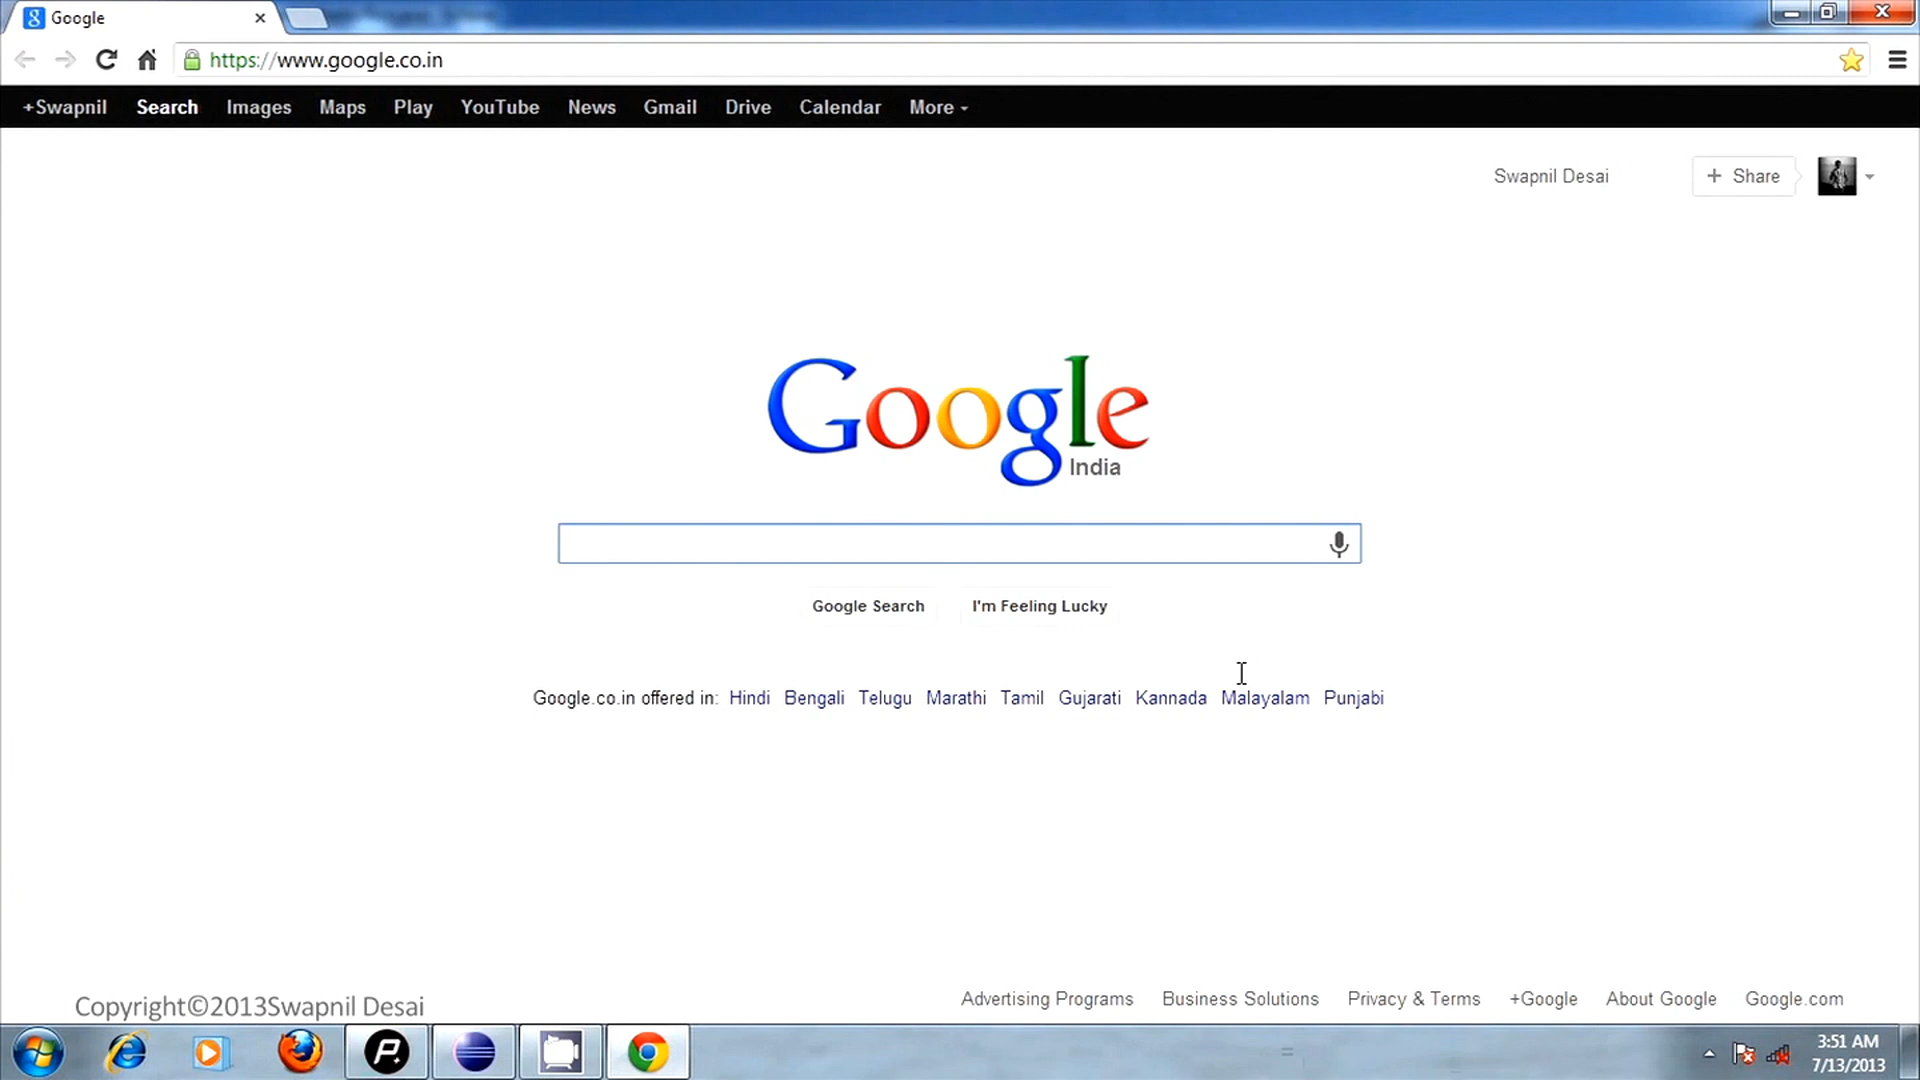 Google
https://www.google.co.in
+Swapnil Search Images Maps Play YouTube News Gmail Drive Calendar More
Swapnil Desai + Share
Google
India
Google Search I'm Feeling Lucky
Google.co.in offered in: Hindi Bengali Telugu Marathi Tamil Gujarati Kannada Malayalam Punjabi
Copyright©2013Swapnil Desai
Advertising Programs Business Solutions Privacy & Terms +Google About Google Google.com
3:51 AM
7/13/2013